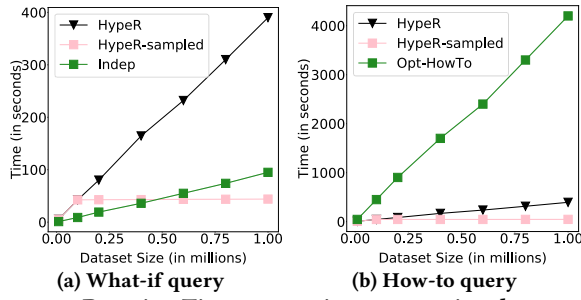 HypeR
HypeR-sampled
Indep
Time (in seconds)
400
300
200
100
0
0.00 0.25 0.50 0.75 1.00
Dataset Size (in millions)
(a) What-if query
HypeR
HypeR-sampled
Opt-HowTo
Time (in seconds)
4000
3000
2000
1000
0
0.00 0.25 0.50 0.75 1.00
Dataset Size (in millions)
(b) How-to query